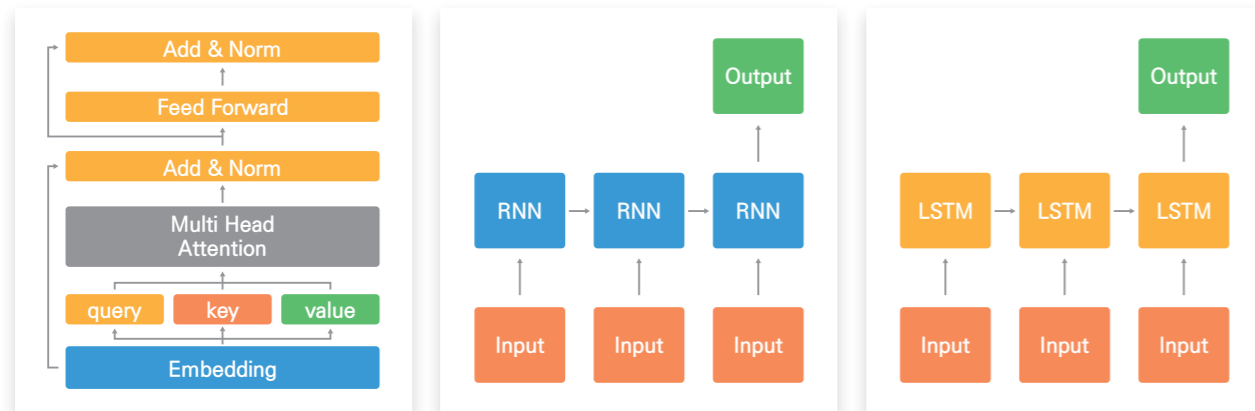 Add & Norm
Feed Forward
Add & Norm
Multi Head
Attention
query key value
Embedding
Output
RNN RNN RNN
Input Input Input
Output
LSTM LSTM LSTM
Input Input Input